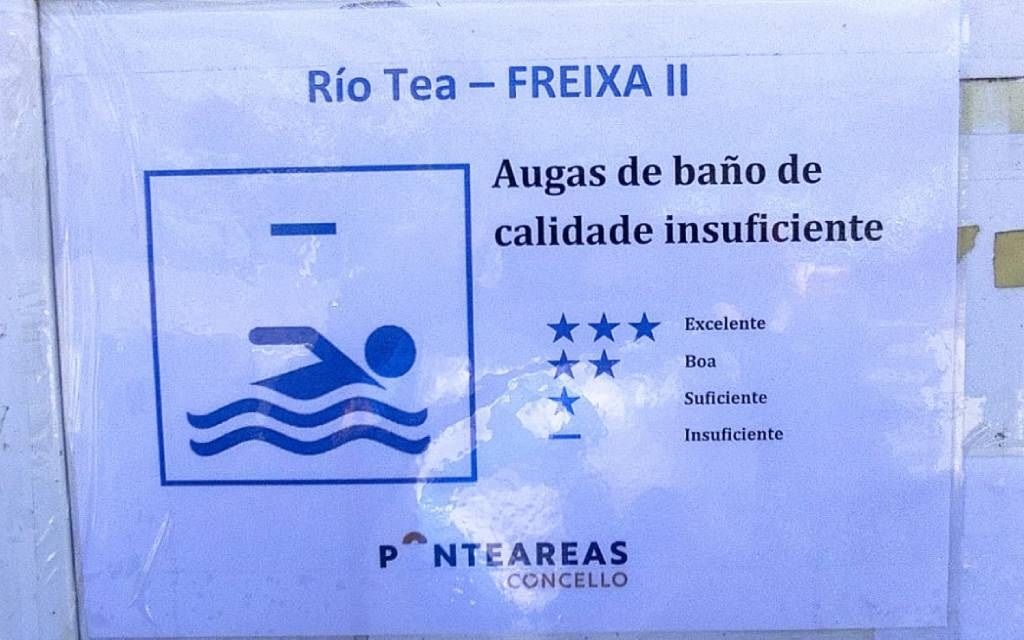 Río Tea – FREIXA II
Augas de baño de
calidade insuficiente
Excelente
Boa
Suficiente
Insuficiente
PONTEAREAS
CONCELLO